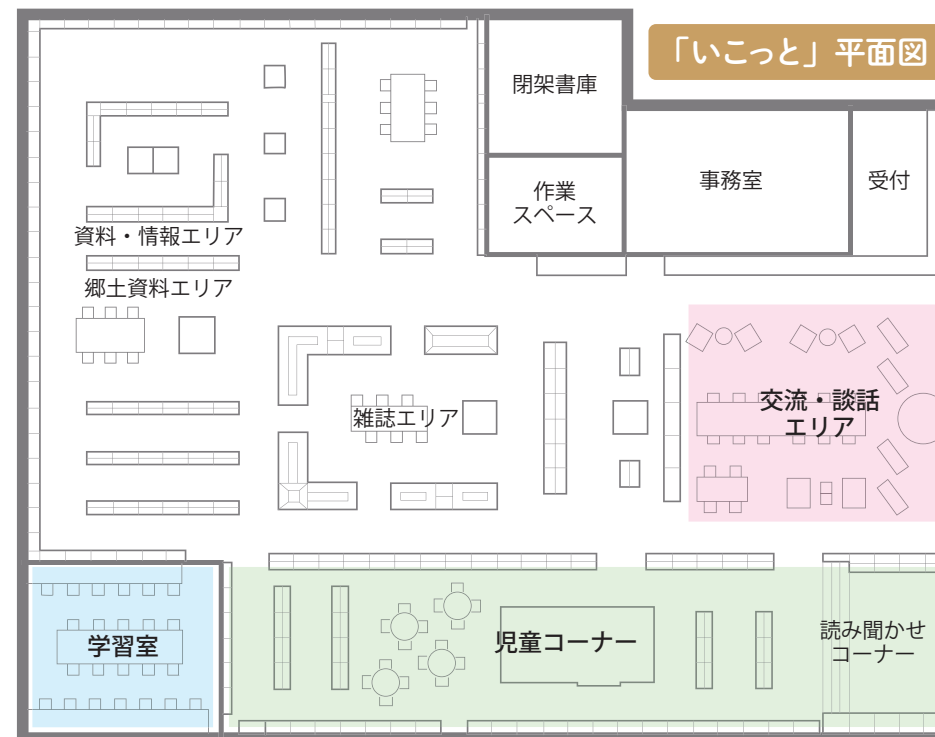 「いこっと」平面図
閉架書庫
作業
スペース
事務室
受付
資料・情報エリア
郷土資料エリア
雑誌エリア
交流・談話
エリア
学習室
児童コーナー
読み聞かせ
コーナー